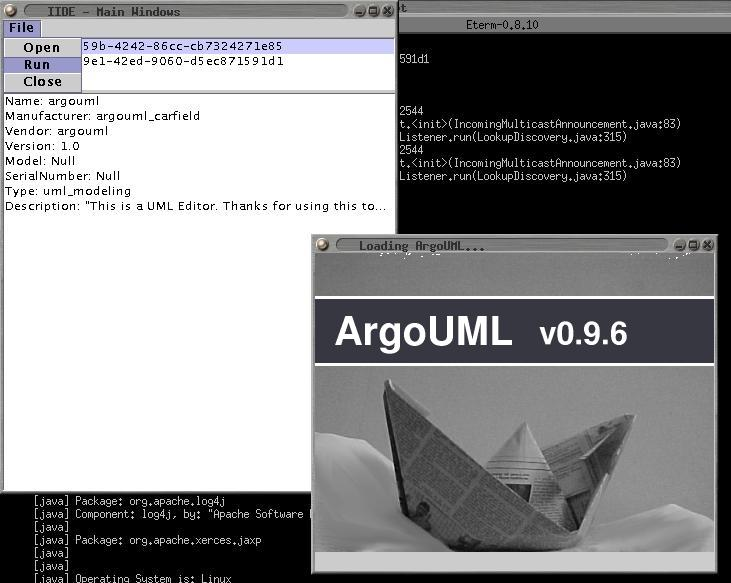 IIDE - Main Windows
File
Open
Run
Close
59b-4242-86cc-cb7324271e85
9e1-42ed-9060-d5ec871591d1
Name: argouml
Manufacturer: argouml_carfield
Vendor: argouml
Version: 1.0
Model: Null
SerialNumber: Null
Type: uml_modeling
Description: "This is a UML Editor. Thanks for using this to...
t
Eterm-0.8.10
591d1
2544
t.<init>(IncomingMulticastAnnouncement.java:83)
Listener.run(LookupDiscovery.java:315)
2544
t.<init>(IncomingMulticastAnnouncement.java:83)
Listener.run(LookupDiscovery.java:315)
Loading ArgoUML...
ArgoUML v0.9.6
[java] Package: org.apache.log4j
[java] Component: log4j, by: "Apache Software
[java]
[java] Package: org.apache.xerces.jaxp
[java]
[java]
[java] Operating System is: Linux